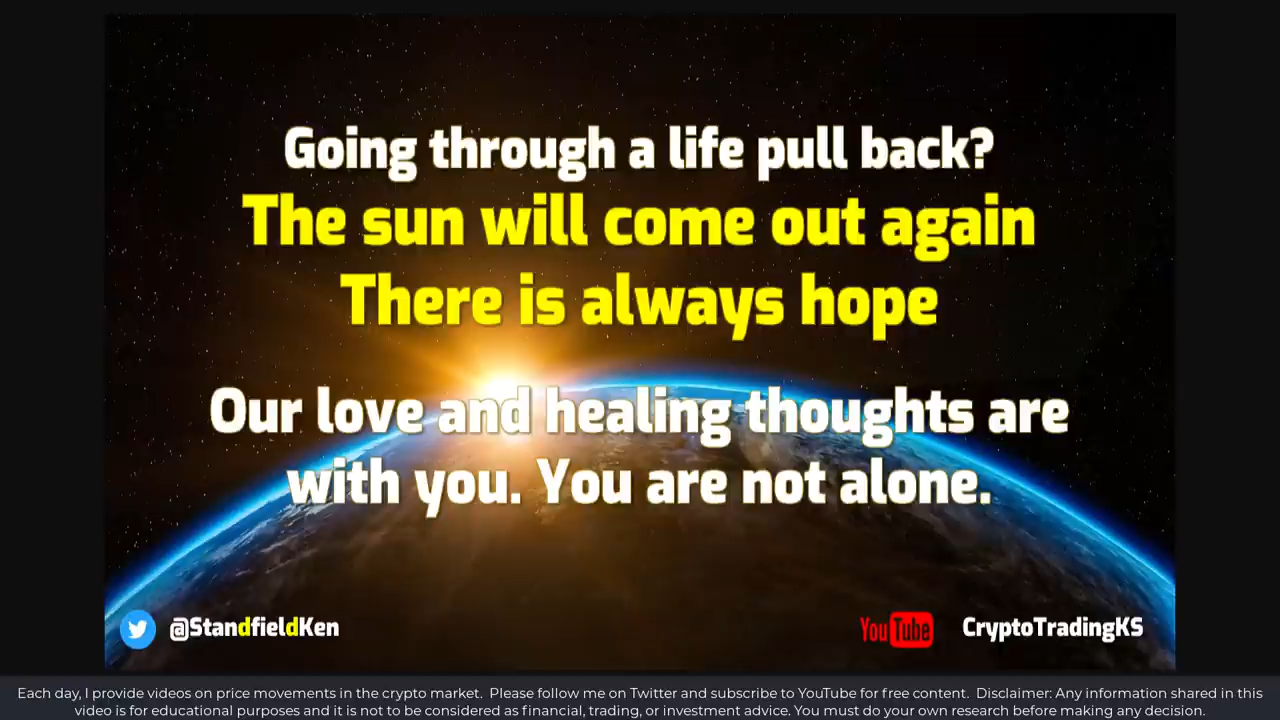 Going through a life pull back?
The sun will come out again
There is always hope
Our love and healing thoughts are
with you. You are not alone.
@StandfieldKen
YouTube CryptoTradingKS
Each day, I provide videos on price movements in the crypto market. Please follow me on Twitter and subscribe to YouTube for free content. Disclaimer: Any information shared in this
video is for educational purposes and it is not to be considered as financial, trading, or investment advice. You must do your own research before making any decision.